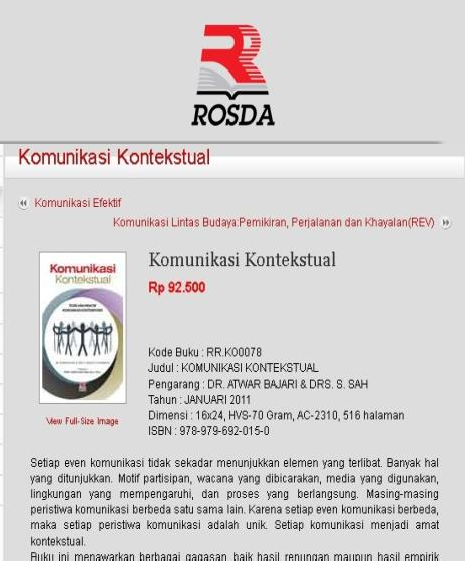 ROSDA
Komunikasi Kontekstual
Komunikasi Efektif
Komunikasi Lintas Budaya:Pemikiran, Perjalanan dan Khayalan(REV)
Komunikasi Kontekstual
Rp 92.500
Komunikasi
Kontekstual
ROSDA
View Full-Size Image
Kode Buku : RR.KO0078
Judul : KOMUNIKASI KONTEKSTUAL
Pengarang : DR. ATWAR BAJARI & DRS. S. SAH
Tahun : JANUARI 2011
Dimensi : 16x24, HVS-70 Gram, AC-2310, 516 halaman
ISBN : 978-979-692-015-0
Setiap even komunikasi tidak sekadar menunjukkan elemen yang terlibat. Banyak hal
yang ditunjukkan. Motif partisipan, wacana yang dibicarakan, media yang digunakan,
lingkungan yang mempengaruhi, dan proses yang berlangsung. Masing-masing
peristiwa komunikasi berbeda satu sama lain. Karena setiap even komunikasi berbeda,
maka setiap peristiwa komunikasi adalah unik. Setiap komunikasi menjadi amat
kontekstual.
Buku ini menawarkan berbagai gagasan, baik hasil renungan maupun hasil empirik